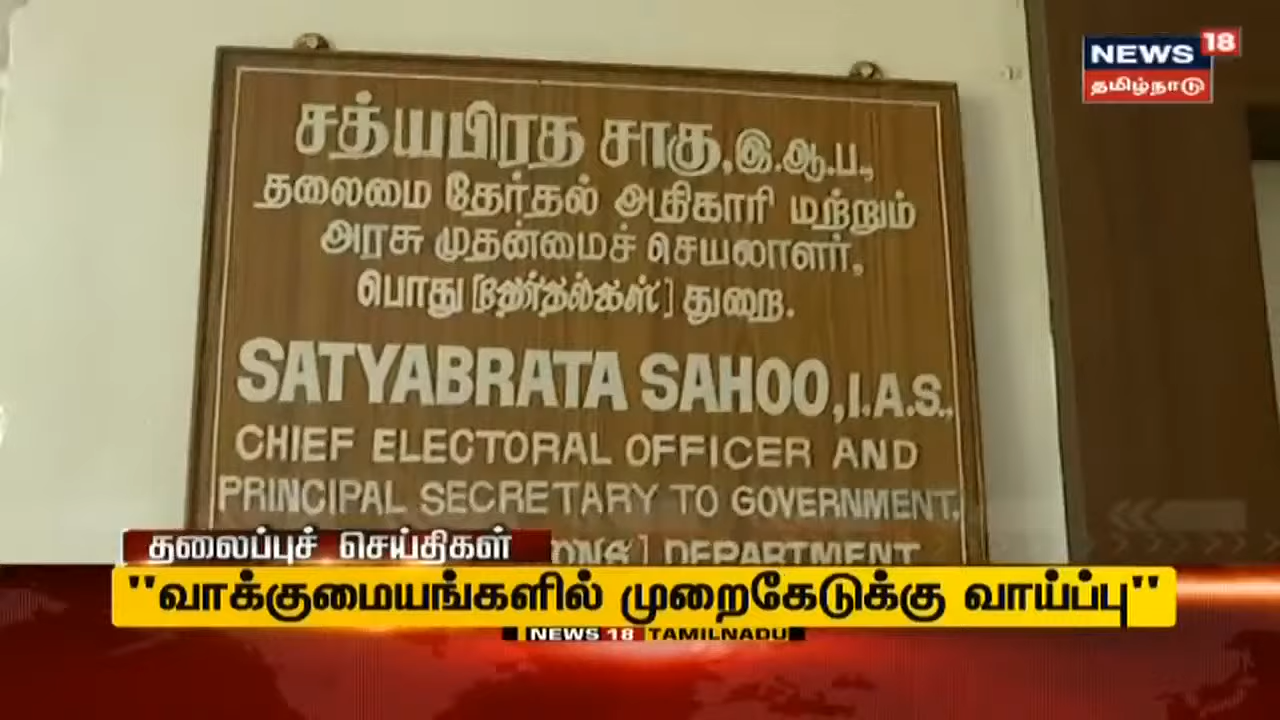 NEWS 18
தமிழ்நாடு
சத்யபிரத சாகு,இ.ஆ.ப.,
தலைமை தேர்தல் அதிகாரி மற்றும்
அரசு முதன்மைச் செயலாளர்,
பொது [தேர்தல்கள்] துறை.
SATYABRATA SAHOO,I.A.S.,
CHIEF ELECTORAL OFFICER AND
PRINCIPAL SECRETARY TO GOVERNMENT,
DEPARTMENT
தலைப்புச் செய்திகள்
"வாக்குமையங்களில் முறைகேடுக்கு வாய்ப்பு"
NEWS 18 TAMILNADU